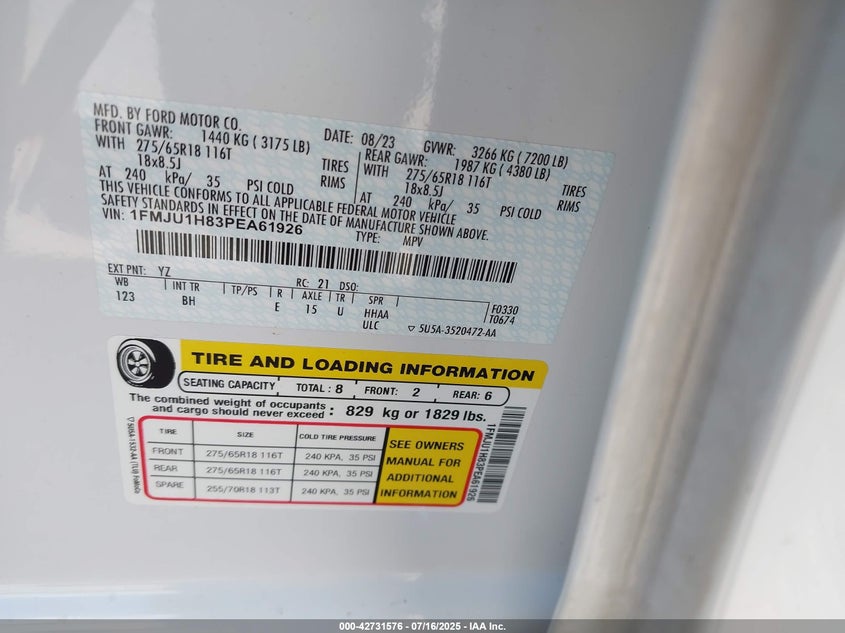 MFD. BY FORD MOTOR CO.
DATE: 08/23 GVWR: 3266 KG ( 7200 LB)
FRONT GAWR: 1440 KG ( 3175 LB) REAR GAWR: 1987 KG ( 4380 LB)
WITH 275/65R18 116T TIRES WITH 275/65R18 116T TIRES
18x8.5J RIMS 18x8.5J RIMS
AT 240 kPa/ 35 PSI COLD AT 240 kPa/ 35 PSI COLD
THIS VEHICLE CONFORMS TO ALL APPLICABLE FEDERAL MOTOR VEHICLE
SAFETY STANDARDS IN EFFECT ON THE DATE OF MANUFACTURE SHOWN ABOVE.
VIN: 1FMJU1H83PEA61926
TYPE: MPV
EXT PNT: YZ RC: 21 DSO:
WB INT TR TP/PS R AXLE TR SPR
123 BH E 15 U HHAA
ULC
F0330
T0674
▽ 5U5A-3520472-AA
TIRE AND LOADING INFORMATION
SEATING CAPACITY TOTAL : 8 FRONT: 2 REAR: 6
The combined weight of occupants
and cargo should never exceed : 829 kg or 1829 lbs.
TIRE SIZE COLD TIRE PRESSURE
FRONT 275/65R18 116T 240 KPA, 35 PSI
REAR 275/65R18 116T 240 KPA, 35 PSI
SPARE 255/70R18 113T 240 KPA, 35 PSI
SEE OWNERS
MANUAL FOR
ADDITIONAL
INFORMATION
1FMJU1H83PEA61926
000-42731576 - 07/16/2025 - IAA Inc.